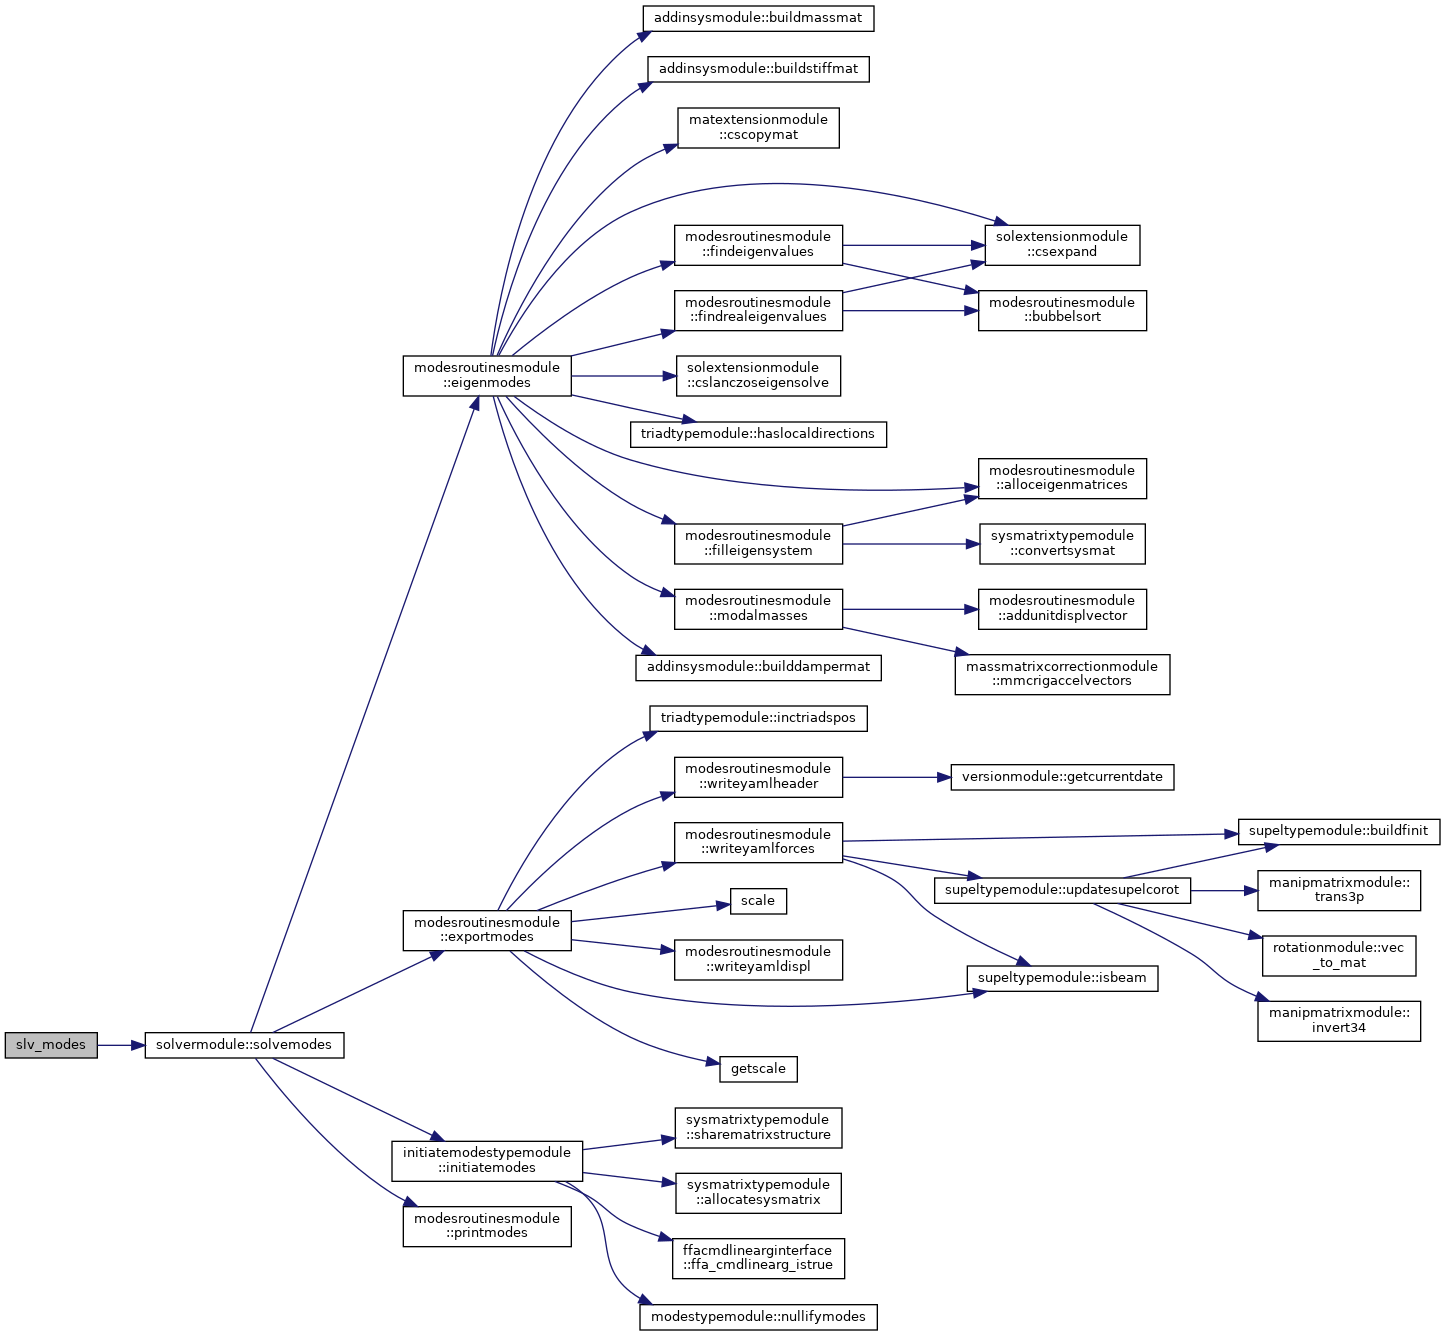 addinsysmodule::buildmassmat
addinsysmodule::buildstiffmat
matextensionmodule
::cscopymat
modesroutinesmodule
::findeigenvalues
solextensionmodule
::csexpand
modesroutinesmodule
::findrealeigenvalues
modesroutinesmodule
::bubbelsort
modesroutinesmodule
::eigenmodes
solextensionmodule
::cslanczoseigensolve
triadtypemodule::haslocaldirections
modesroutinesmodule
::alloceigenmatrices
modesroutinesmodule
::filleigensystem
sysmatrixtypemodule
::convertsysmat
modesroutinesmodule
::modalmasses
modesroutinesmodule
::addunitdisplvector
addinsysmodule::builddampermat
massmatrixcorrectionmodule
::mmcrigaccelvectors
triadtypemodule::inctriadspos
modesroutinesmodule
::writeyamlheader
versionmodule::getcurrentdate
modesroutinesmodule
::writeyamlforces
supeltypemodule::buildfinit
supeltypemodule::updatesupelcorot
manipmatrixmodule::
trans3p
scale
modesroutinesmodule
::exportmodes
modesroutinesmodule
::writeyamldispl
rotationmodule::vec
_to_mat
supeltypemodule::isbeam
manipmatrixmodule::
invert34
slv_modes
solvermodule::solvemodes
getscale
sysmatrixtypemodule
::sharematrixstructure
initiatemodestypemodule
::initiatemodes
sysmatrixtypemodule
::allocatesysmatrix
modesroutinesmodule
::printmodes
ffacmdlinearginterface
::ffa_cmdlinearg_istrue
modestypemodule::nullifymodes